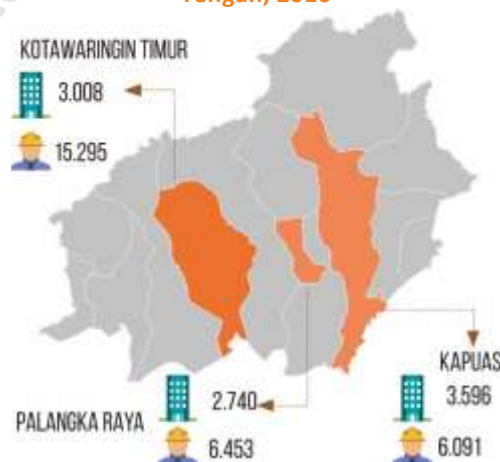 KOTAWARINGIN TIMUR
3.008
15.295
KAPUAS
3.596
6.091
PALANGKA RAYA
2.740
6.453